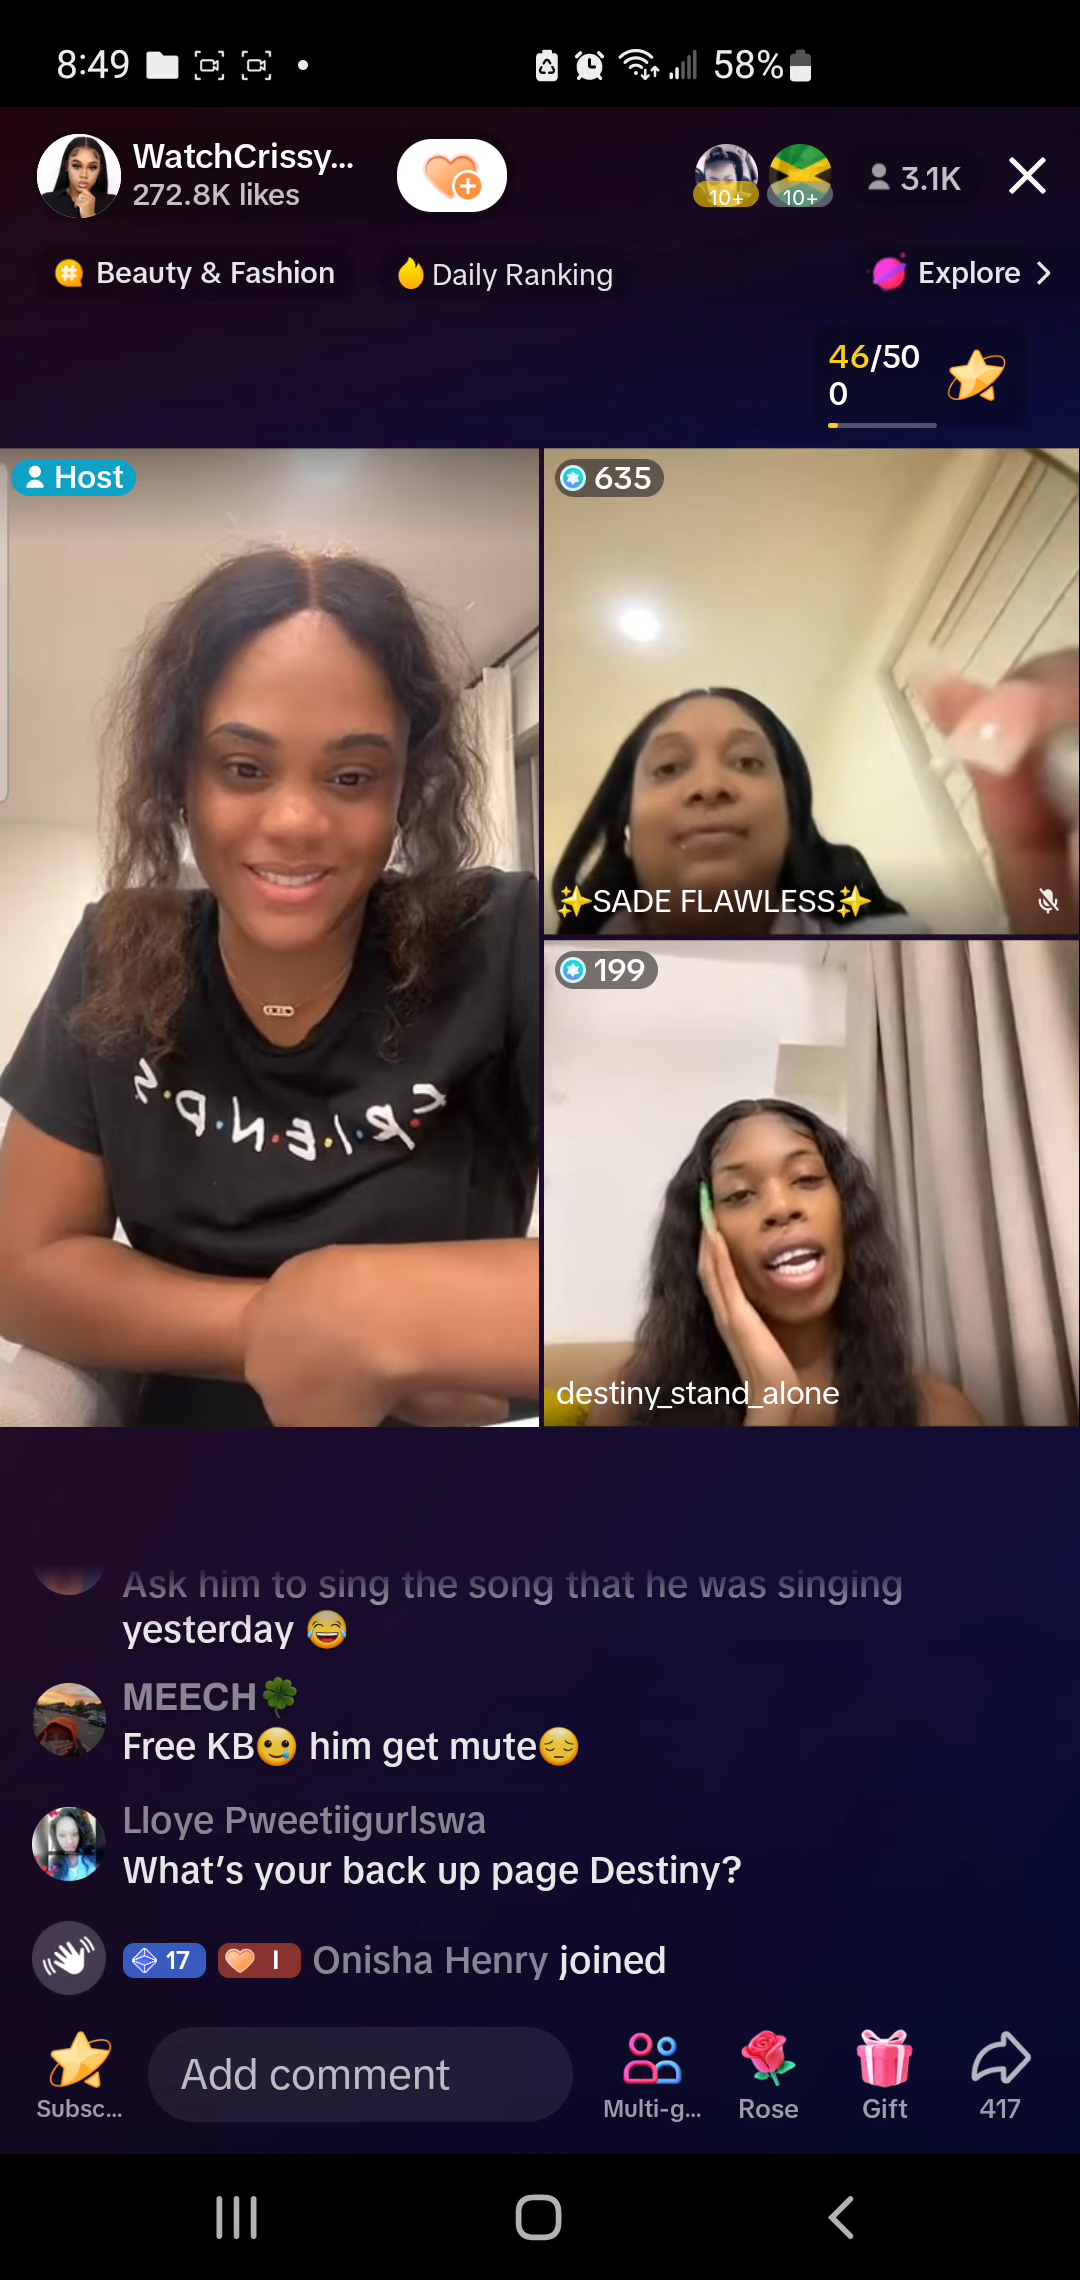 8:49
58%
WatchCrissy...
272.8K likes
10+
10+
3.1K
Beauty & Fashion
Daily Ranking
Explore
46/50
0
Host
635
✨SADE FLAWLESS✨
F.R.I.E.N.D.S
199
destiny_stand_alone
Ask him to sing the song that he was singing
yesterday 😂
MEECH🍀
Free KB🥲 him get mute😔
Lloye Pweetiigurlswa
What's your back up page Destiny?
17 I Onisha Henry joined
Add comment
Subsc...
Multi-g...
Rose
Gift
417